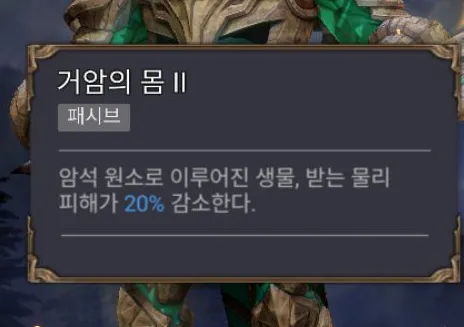 거암의 몸 II
패시브
암석 원소로 이루어진 생물, 받는 물리
피해가 20% 감소한다.